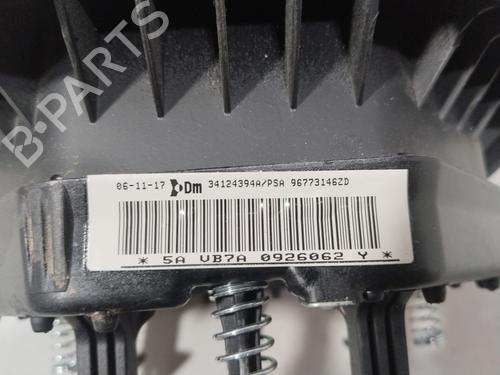 B-PARTS
06-11-17 Dm 34124394A/PSA 96773146ZD
* 5A VB7A 0926062 Y *